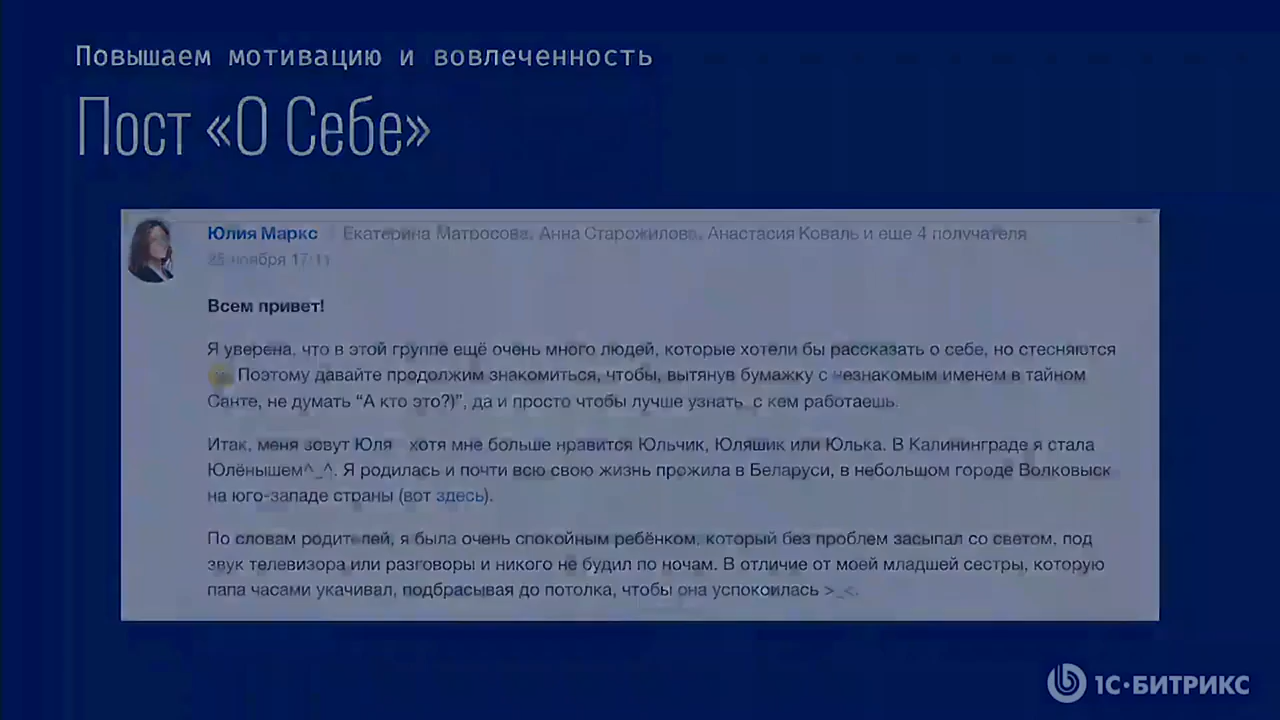 Повышаем мотивацию и вовлеченность
Пост «О Себе»
Юлия Маркс Екатерина Матросова, Анна Старожилова, Анастасия Коваль и еще 4 получателя
25 ноября 17:11
Всем привет!
Я уверена, что в этой группе ещё очень много людей, которые хотели бы рассказать о себе, но стесняются
Поэтому давайте продолжим знакомиться, чтобы, вытянув бумажку с незнакомым именем в тайном
Санте, не думать “А кто это?)”, да и просто чтобы лучше узнать, с кем работаешь.
Итак, меня зовут Юля хотя мне больше нравится Юльчик, Юляшик или Юлька. В Калининграде я стала
Юлёнышем^_^. Я родилась и почти всю свою жизнь прожила в Беларуси, в небольшом городе Волковыск
на юго-западе страны (вот здесь).
По словам родителей, я была очень спокойным ребёнком, который без проблем засыпал со светом, под
звук телевизора или разговоры и никого не будил по ночам. В отличие от моей младшей сестры, которую
папа часами укачивал, подбрасывая до потолка, чтобы она успокоилась >_<.
1С·БИТРИКС